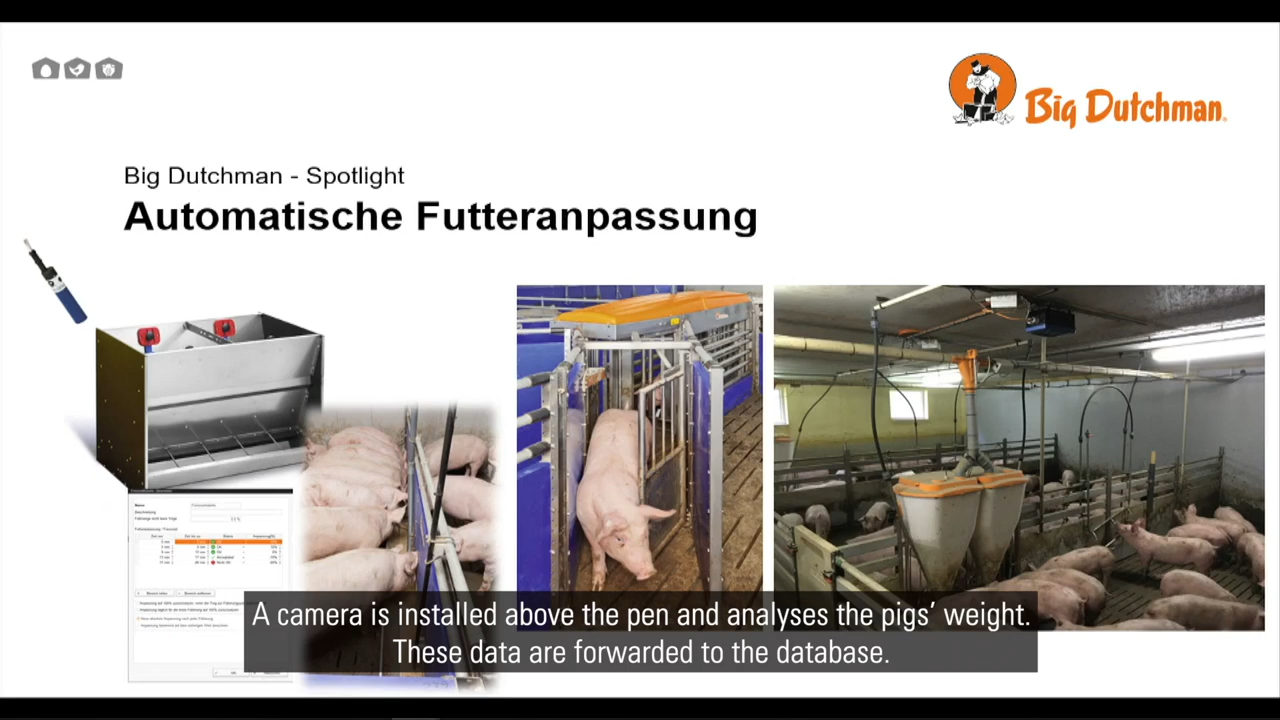 Big Dutchman
Big Dutchman - Spotlight
Automatische Futteranpassung
A camera is installed above the pen and analyses the pigs’ weight.
These data are forwarded to the database.